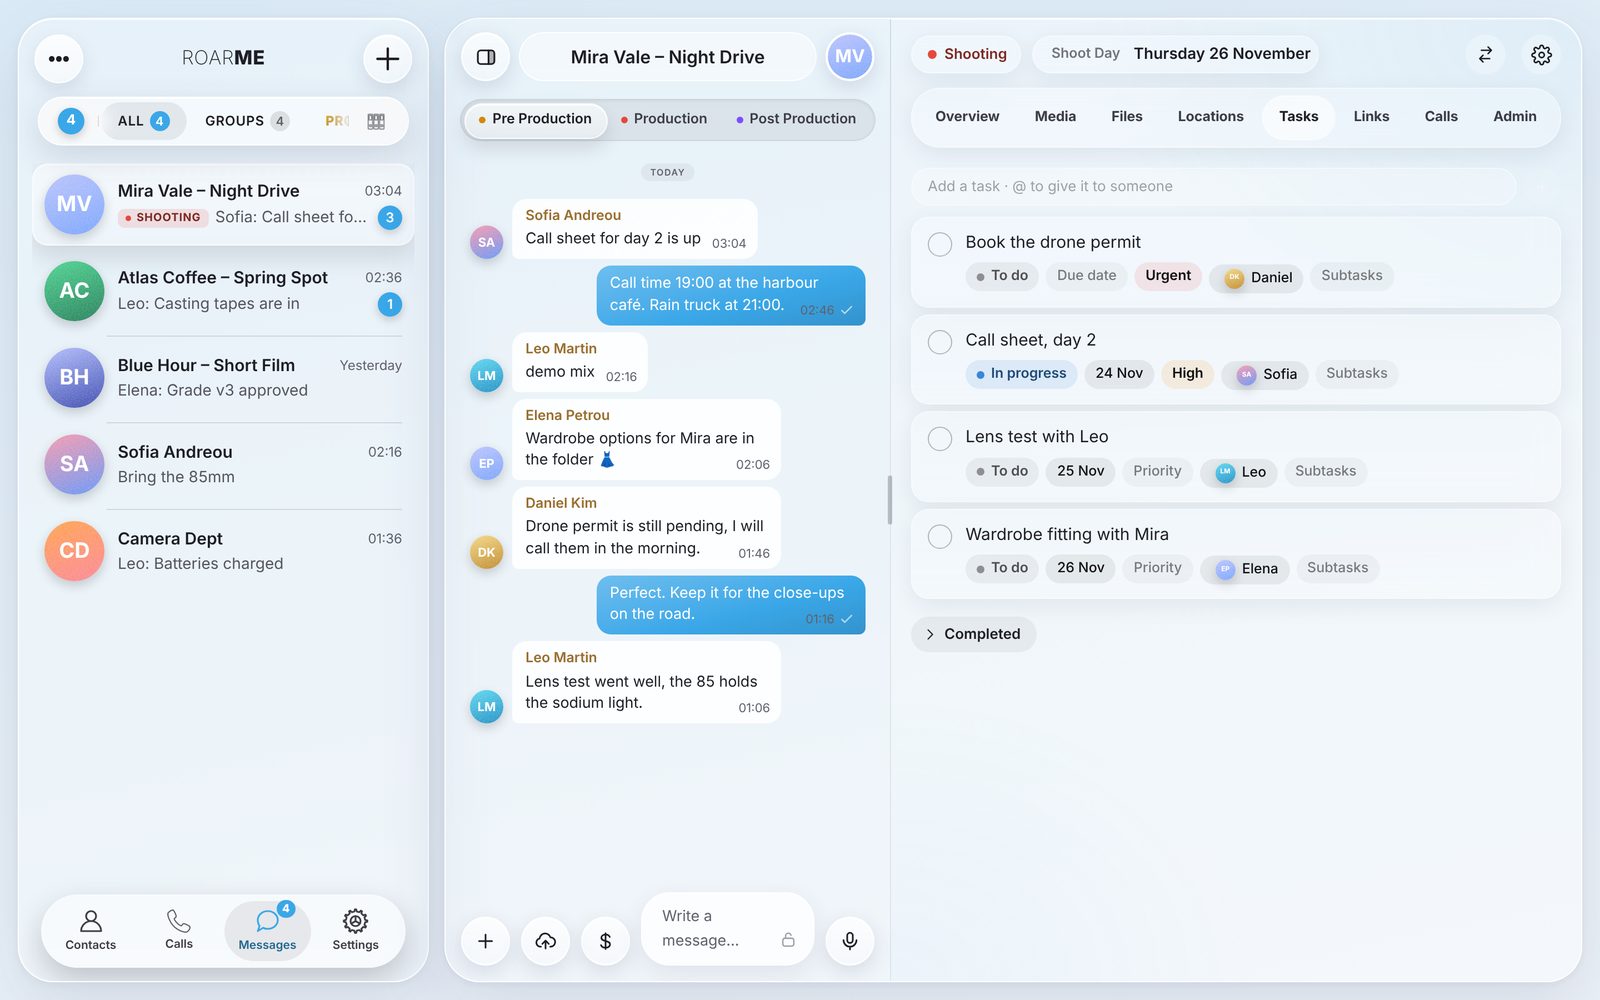 ROARME
4
ALL 4
GROUPS 4
Mira Vale – Night Drive 03:04
SHOOTING Sofia: Call sheet fo... 3
MV
Atlas Coffee – Spring Spot 02:36
Leo: Casting tapes are in 1
AC
Blue Hour – Short Film Yesterday
Elena: Grade v3 approved
BH
Sofia Andreou 02:16
Bring the 85mm
SA
Camera Dept 01:36
Leo: Batteries charged
CD
4
Contacts Calls Messages Settings
Mira Vale – Night Drive MV
Pre Production Production Post Production
TODAY
Sofia Andreou
Call sheet for day 2 is up 03:04
SA
Call time 19:00 at the harbour
café. Rain truck at 21:00. 02:46
Leo Martin
demo mix 02:16
LM
Elena Petrou
Wardrobe options for Mira are in
the folder 👗 02:06
EP
Daniel Kim
Drone permit is still pending, I will
call them in the morning. 01:46
DK
Perfect. Keep it for the close-ups
on the road. 01:16
Leo Martin
Lens test went well, the 85 holds
the sodium light. 01:06
LM
$
Write a
message...
Shooting
Shoot Day Thursday 26 November
Overview Media Files Locations Tasks Links Calls Admin
Add a task · @ to give it to someone
Book the drone permit
To do Due date Urgent DK Daniel Subtasks
Call sheet, day 2
In progress 24 Nov High SA Sofia Subtasks
Lens test with Leo
To do 25 Nov Priority LM Leo Subtasks
Wardrobe fitting with Mira
To do 26 Nov Priority EP Elena Subtasks
Completed